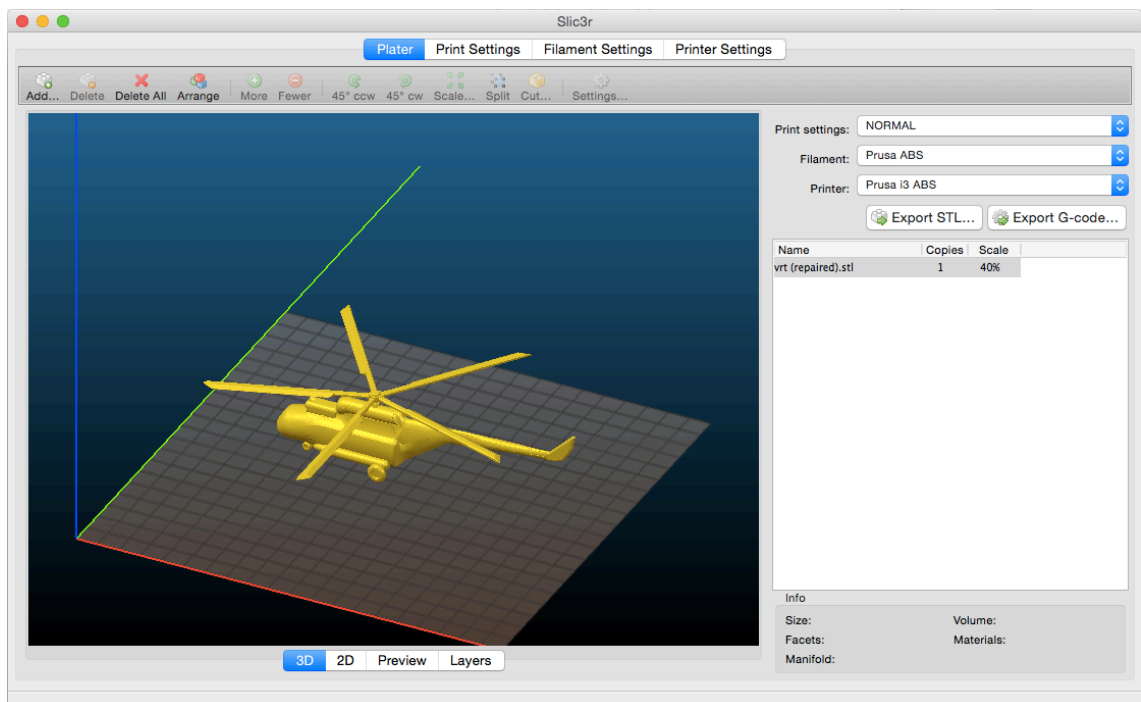 Slic3r
Plater Print Settings Filament Settings Printer Settings
Add... Delete Delete All Arrange More Fewer 45° ccw 45° cw Scale... Split Cut... Settings...
Print settings: NORMAL
Filament: Prusa ABS
Printer: Prusa i3 ABS
Export STL... Export G-code...
Name Copies Scale
vrt (repaired).stl 1 40%
Info
Size: Volume:
Facets: Materials:
Manifold:
3D 2D Preview Layers